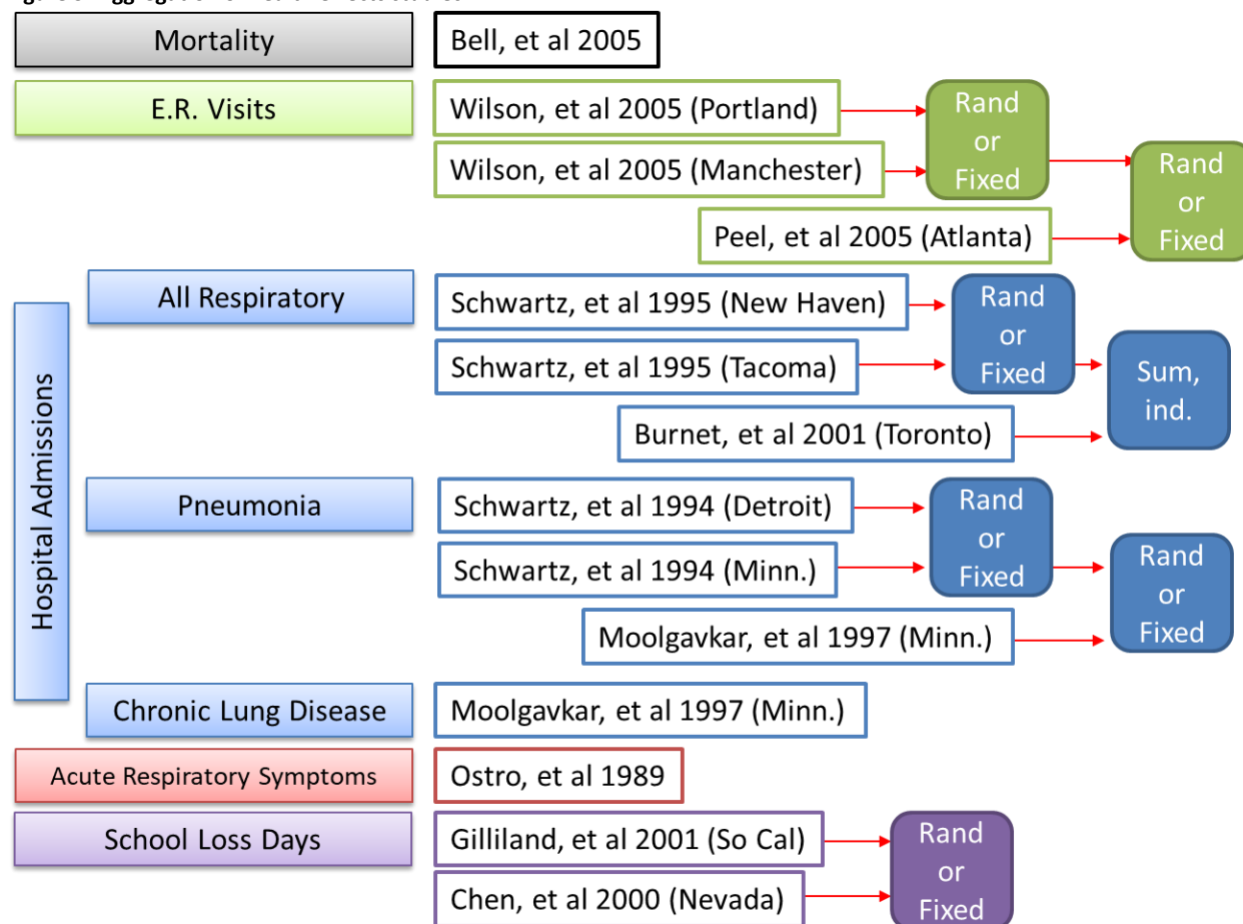 Mortality
Bell, et al 2005
E.R. Visits
Wilson, et al 2005 (Portland)
Wilson, et al 2005 (Manchester)
Rand
or
Fixed
Peel, et al 2005 (Atlanta)
Rand
or
Fixed
Hospital Admissions
All Respiratory
Schwartz, et al 1995 (New Haven)
Schwartz, et al 1995 (Tacoma)
Rand
or
Fixed
Burnet, et al 2001 (Toronto)
Sum,
ind.
Pneumonia
Schwartz, et al 1994 (Detroit)
Schwartz, et al 1994 (Minn.)
Rand
or
Fixed
Moolgavkar, et al 1997 (Minn.)
Rand
or
Fixed
Chronic Lung Disease
Moolgavkar, et al 1997 (Minn.)
Acute Respiratory Symptoms
Ostro, et al 1989
School Loss Days
Gilliland, et al 2001 (So Cal)
Chen, et al 2000 (Nevada)
Rand
or
Fixed